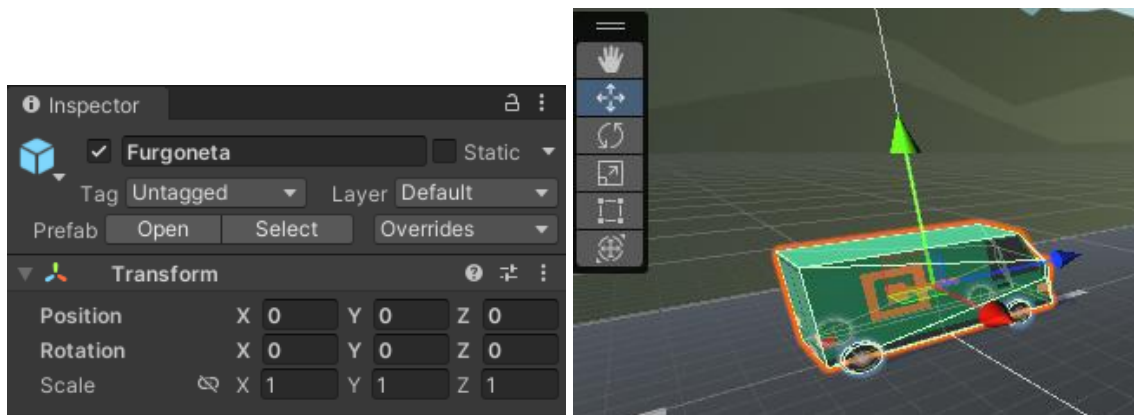 Inspector
Furgoneta Static
Tag Untagged Layer Default
Prefab Open Select Overrides
Transform
Position X 0 Y 0 Z 0
Rotation X 0 Y 0 Z 0
Scale X 1 Y 1 Z 1